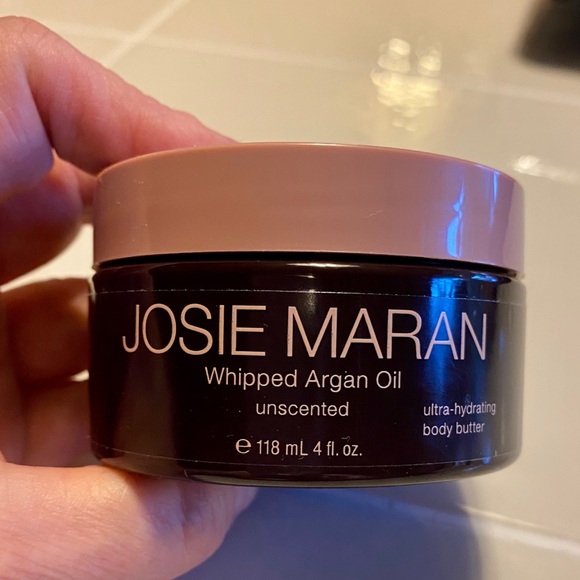 JOSIE MARAN
Whipped Argan Oil
unscented
ultra-hydrating
body butter
℮ 118 mL 4 fl. oz.